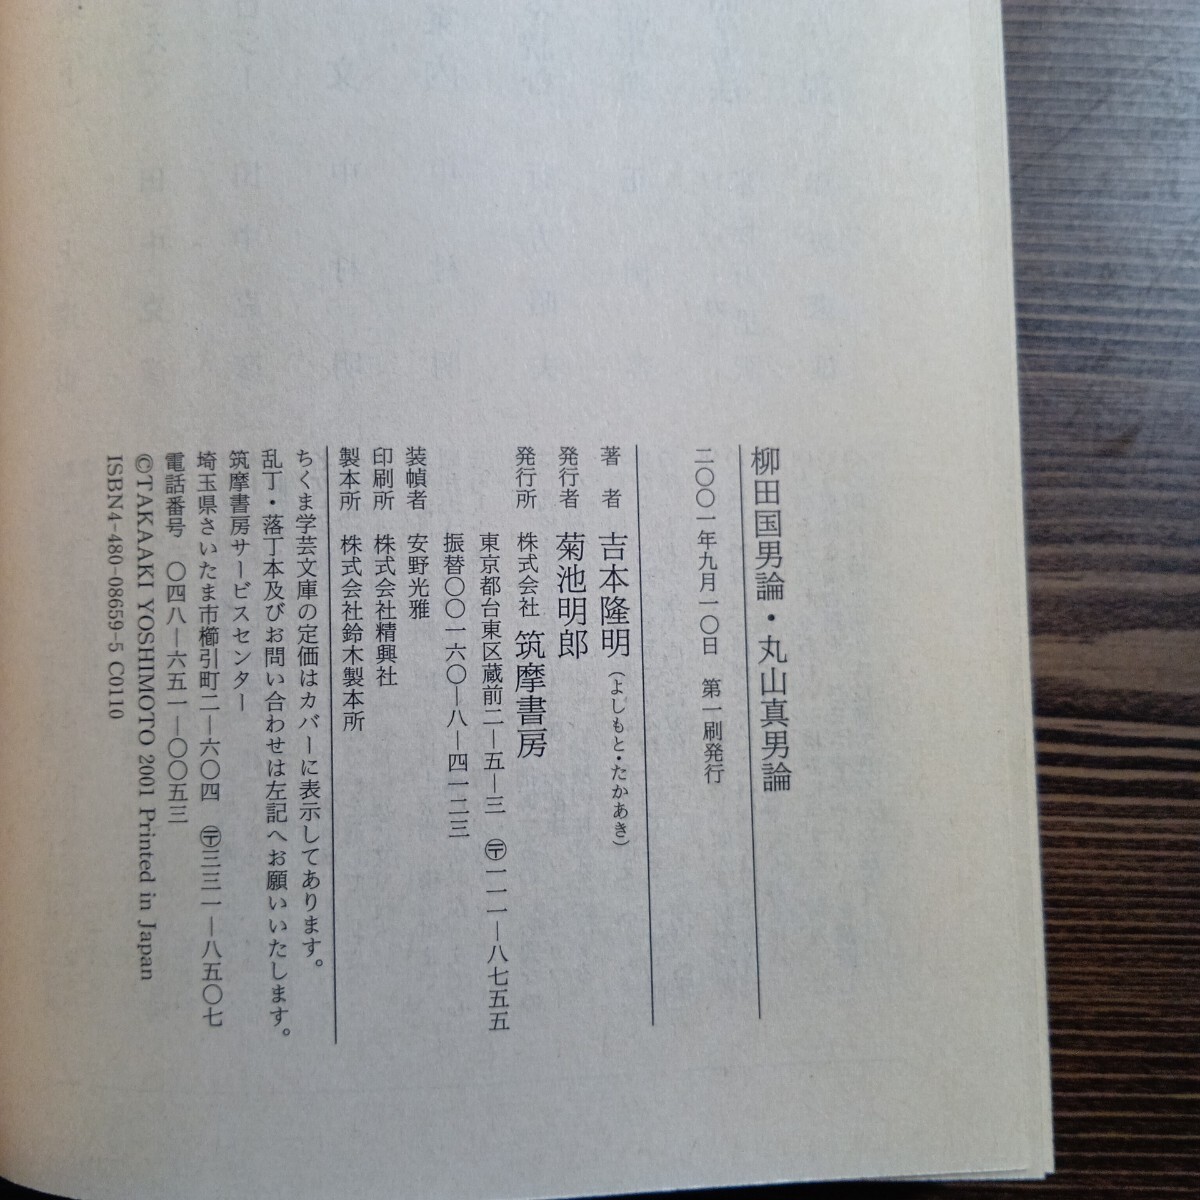 柳田国男論・丸山真男論
二〇〇一年九月一〇日 第一刷発行
著 者 吉本隆明(よしもと・たかあき)
発行者 菊池明郎
発行所 株式会社 筑摩書房
東京都台東区蔵前二―五―三 〒一一一―八七五五
振替〇〇一六〇―八―四一二三
装幀者 安野光雅
印刷所 株式会社精興社
製本所 株式会社鈴木製本所
ちくま学芸文庫の定価はカバーに表示してあります。
乱丁・落丁本及びお問い合わせは左記へお願いいたします。
筑摩書房サービスセンター
埼玉県さいたま市櫛引町二―六〇四 〒三三一―八五〇七
電話番号 〇四八―六五一―〇〇五三
©TAKAAKI YOSHIMOTO 2001 Printed in Japan
ISBN4-480-08659-5 C0110